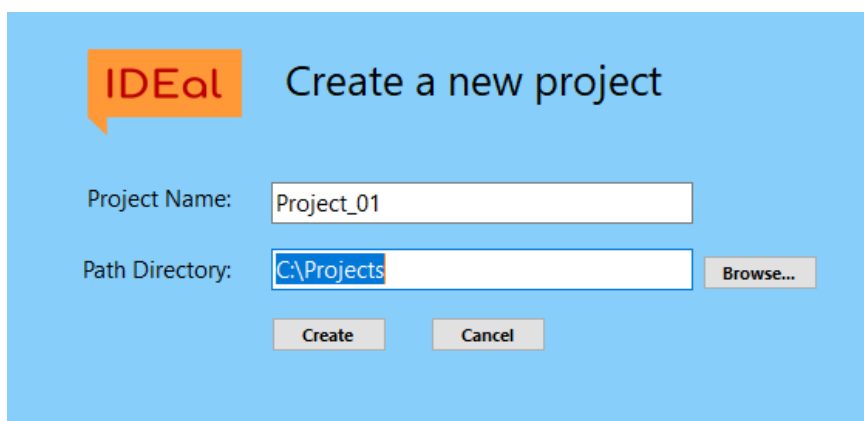 IDEal
Create a new project
Project Name: Project_01
Path Directory: C:\Projects Browse...
Create Cancel